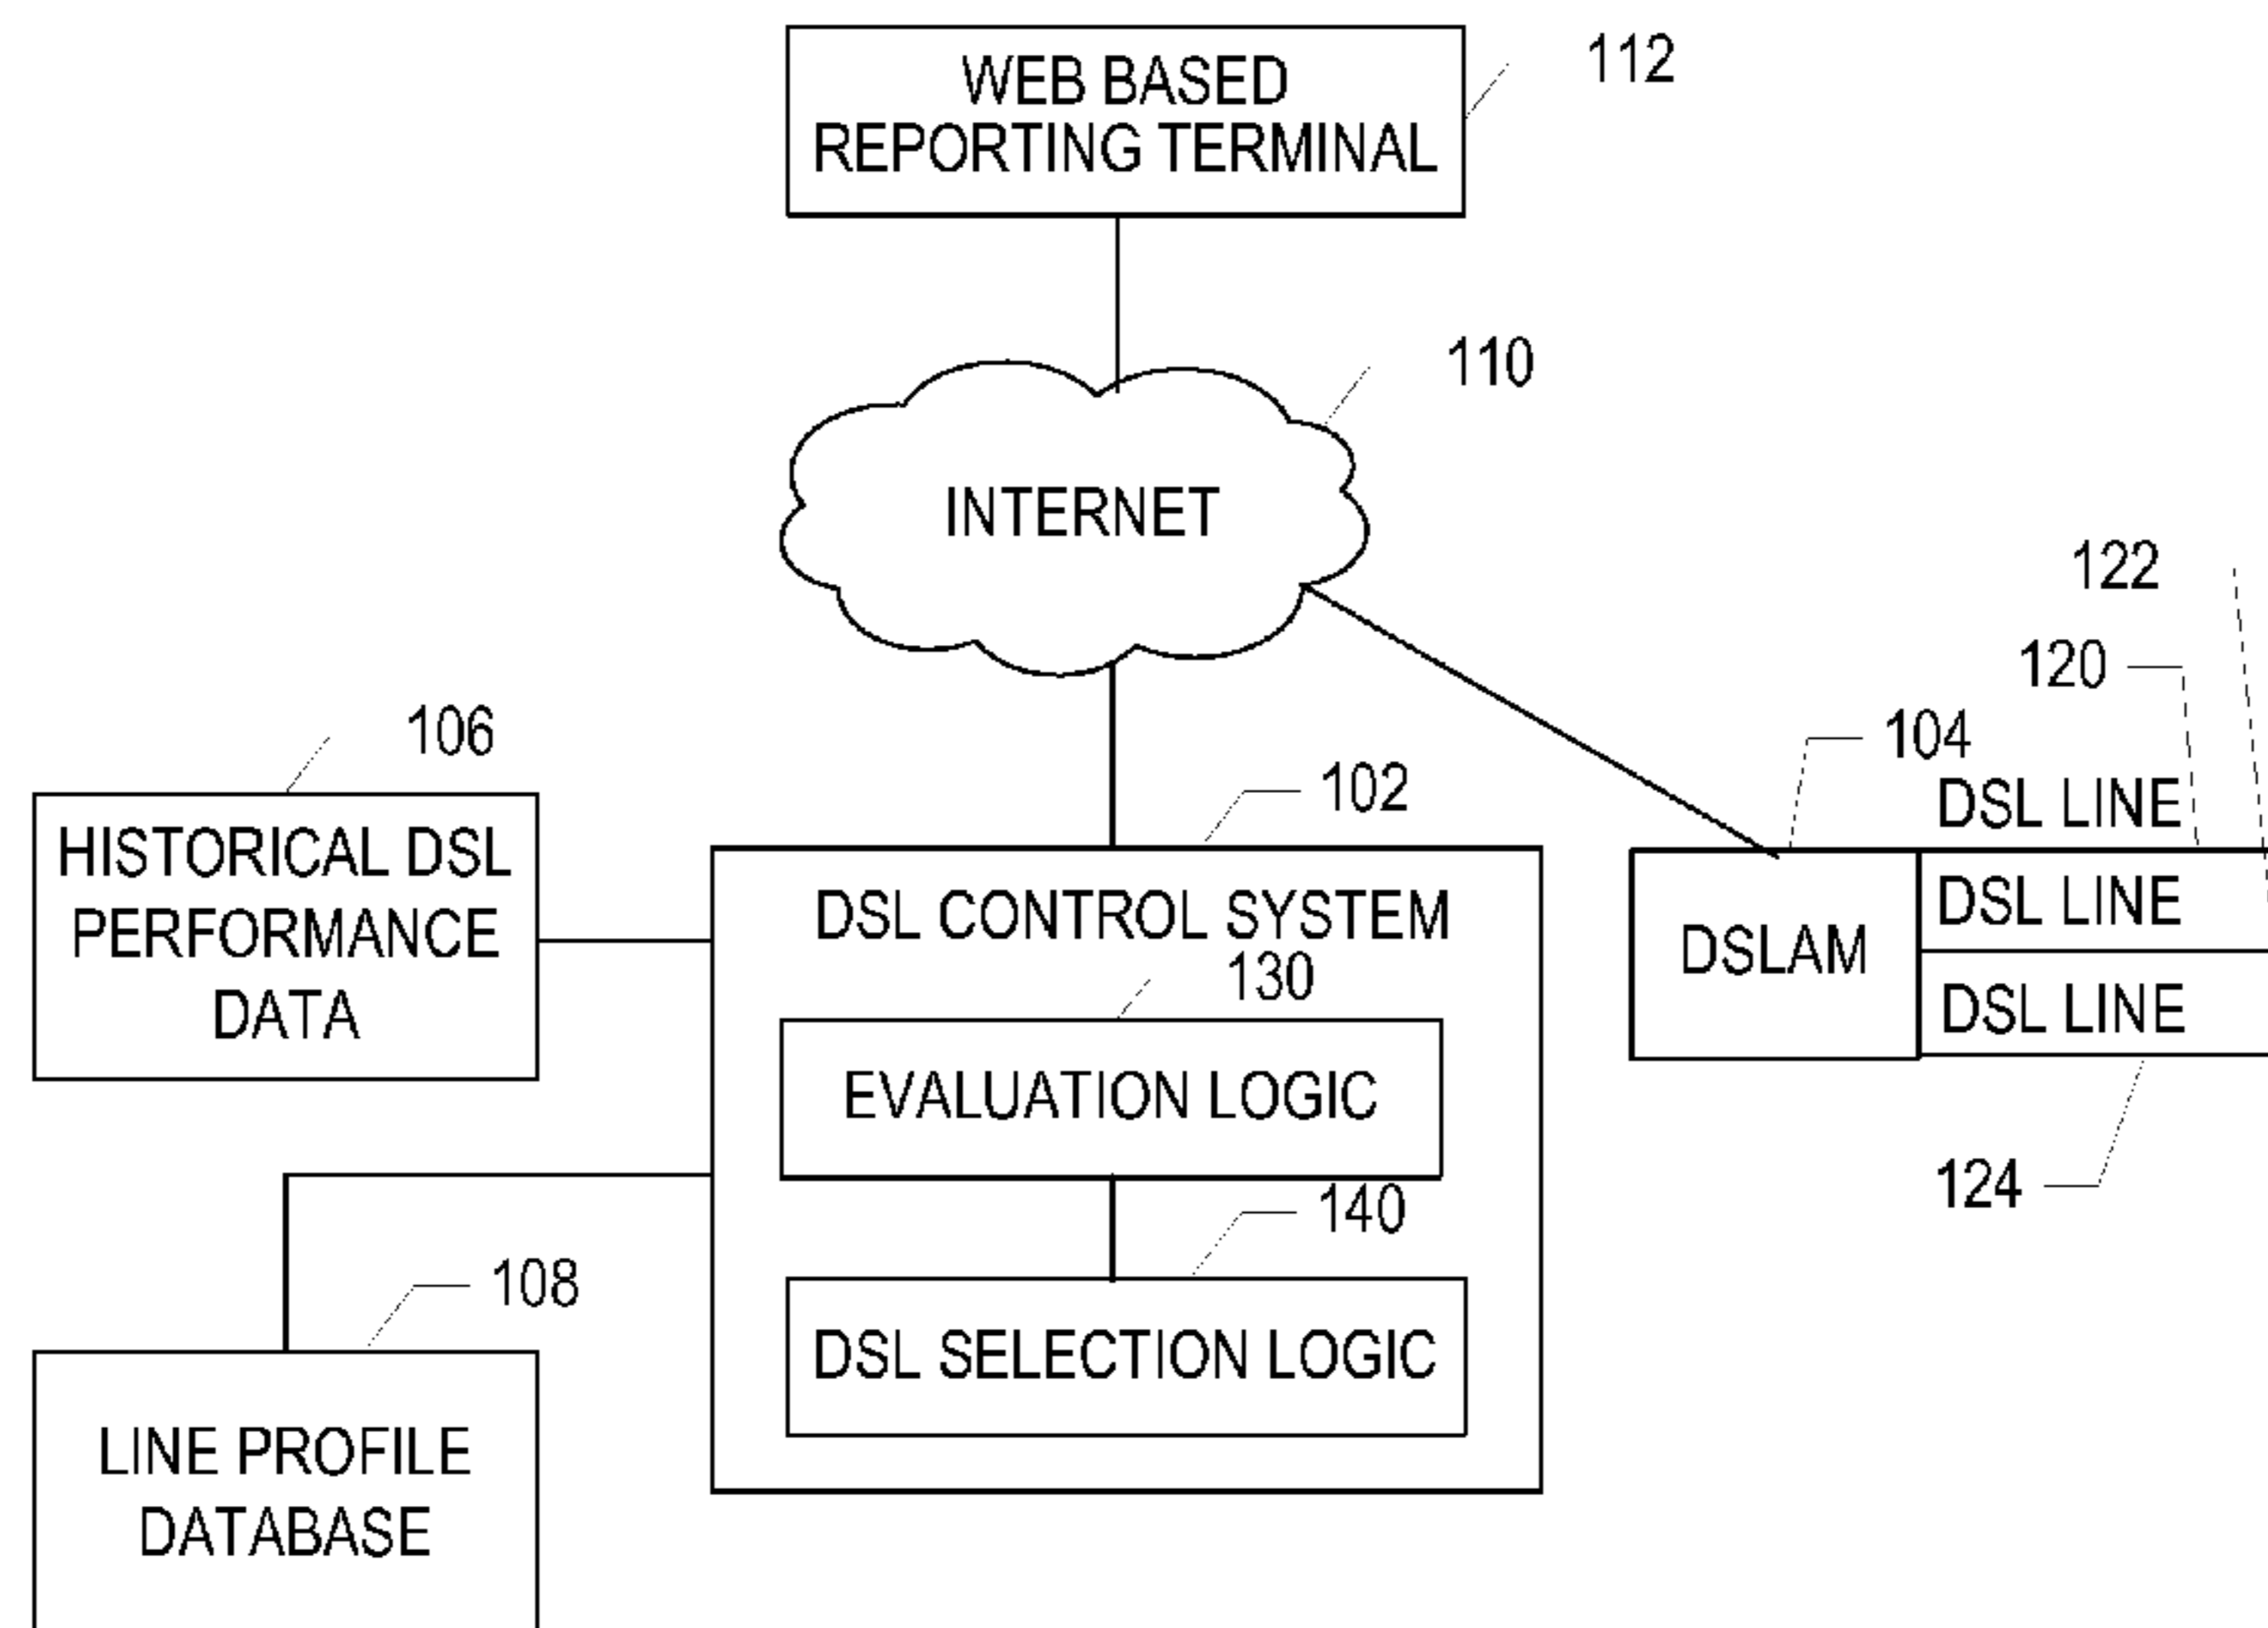 WEB BASED
REPORTING TERMINAL
112
110
INTERNET
122
120
106
104
102
DSL LINE
HISTORICAL DSL
PERFORMANCE
DATA
DSL CONTROL SYSTEM
DSL LINE
DSLAM
130
DSL LINE
EVALUATION LOGIC
124
140
108
DSL SELECTION LOGIC
LINE PROFILE
DATABASE